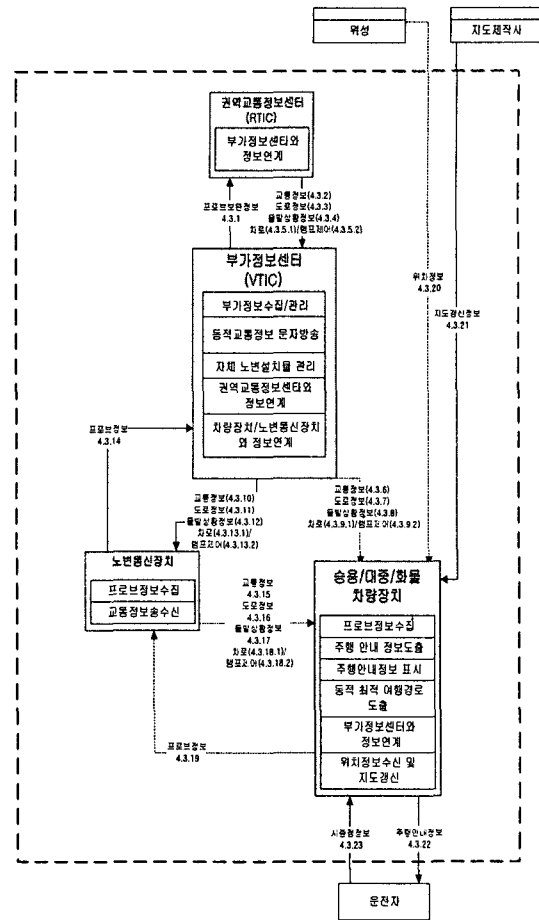 위성
지도제작사
권역교통정보센터
(RTIC)
부가정보센터와
정보연계
프로브보완정보
4.3.1
교통정보(4.3.2)
도로정보(4.3.3)
돌발상황정보(4.3.4)
차로(4.3.5.1)/램프제어(4.3.5.2)
부가정보센터
(VTIC)
부가정보수집/관리
동적교통정보 문자방송
자체 노변설치물 관리
권역교통정보센터와
정보연계
차량장치/노변통신장치
와 정보연계
위치정보
4.3.20
지도갱신정보
4.3.21
프로브정보
4.3.14
교통정보(4.3.10)
도로정보(4.3.11)
돌발상황정보(4.3.12)
차로(4.3.13.1)/
램프제어(4.3.13.2)
교통정보(4.3.6)
도로정보(4.3.7)
돌발상황정보(4.3.8)
차로(4.3.9.1)/램프제어(4.3.9.2)
노변통신장치
프로브정보수집
교통정보송수신
교통정보
4.3.15
도로정보
4.3.16
돌발상황정보
4.3.17
차로(4.3.18.1)/
램프제어(4.3.18.2)
승용/대중/화물
차량장치
프로브정보수집
주행 안내 정보도출
주행안내정보 표시
동적 최적 여행경로
도출
부가정보센터와
정보연계
위치정보수신 및
지도갱신
프로브정보
4.3.19
시종점정보
4.3.23
주행안내정보
4.3.22
운전자